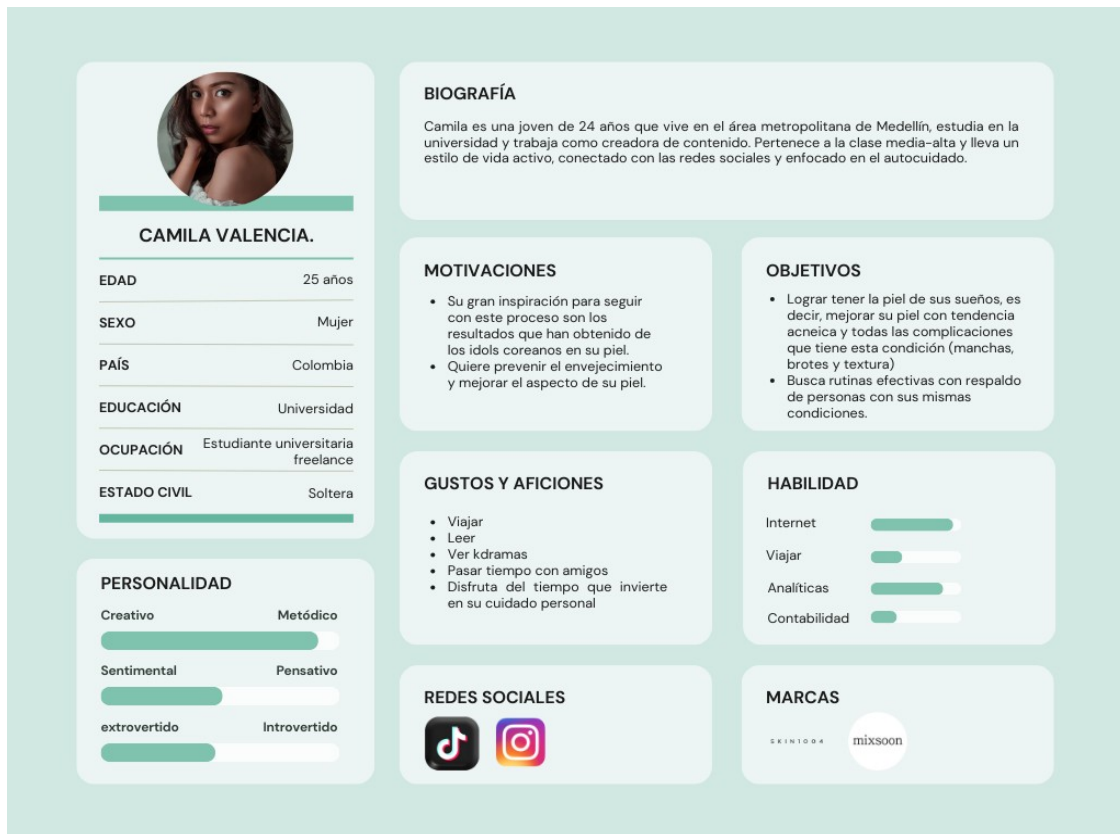 CAMILA VALENCIA.
EDAD 25 años
SEXO Mujer
PAÍS Colombia
EDUCACIÓN Universidad
OCUPACIÓN Estudiante universitaria
freelance
ESTADO CIVIL Soltera
PERSONALIDAD
Creativo Metódico
Sentimental Pensativo
extrovertido Introvertido
BIOGRAFÍA
Camila es una joven de 24 años que vive en el área metropolitana de Medellín, estudia en la
universidad y trabaja como creadora de contenido. Pertenece a la clase media-alta y lleva un
estilo de vida activo, conectado con las redes sociales y enfocado en el autocuidado.
MOTIVACIONES
• Su gran inspiración para seguir
con este proceso son los
resultados que han obtenido de
los idols coreanos en su piel.
• Quiere prevenir el envejecimiento
y mejorar el aspecto de su piel.
OBJETIVOS
• Lograr tener la piel de sus sueños, es
decir, mejorar su piel con tendencia
acneica y todas las complicaciones
que tiene esta condición (manchas,
brotes y textura)
• Busca rutinas efectivas con respaldo
de personas con sus mismas
condiciones.
GUSTOS Y AFICIONES
• Viajar
• Leer
• Ver kdramas
• Pasar tiempo con amigos
• Disfruta del tiempo que invierte
en su cuidado personal
HABILIDAD
Internet
Viajar
Analíticas
Contabilidad
REDES SOCIALES
MARCAS
SKIN1004
mixsoon